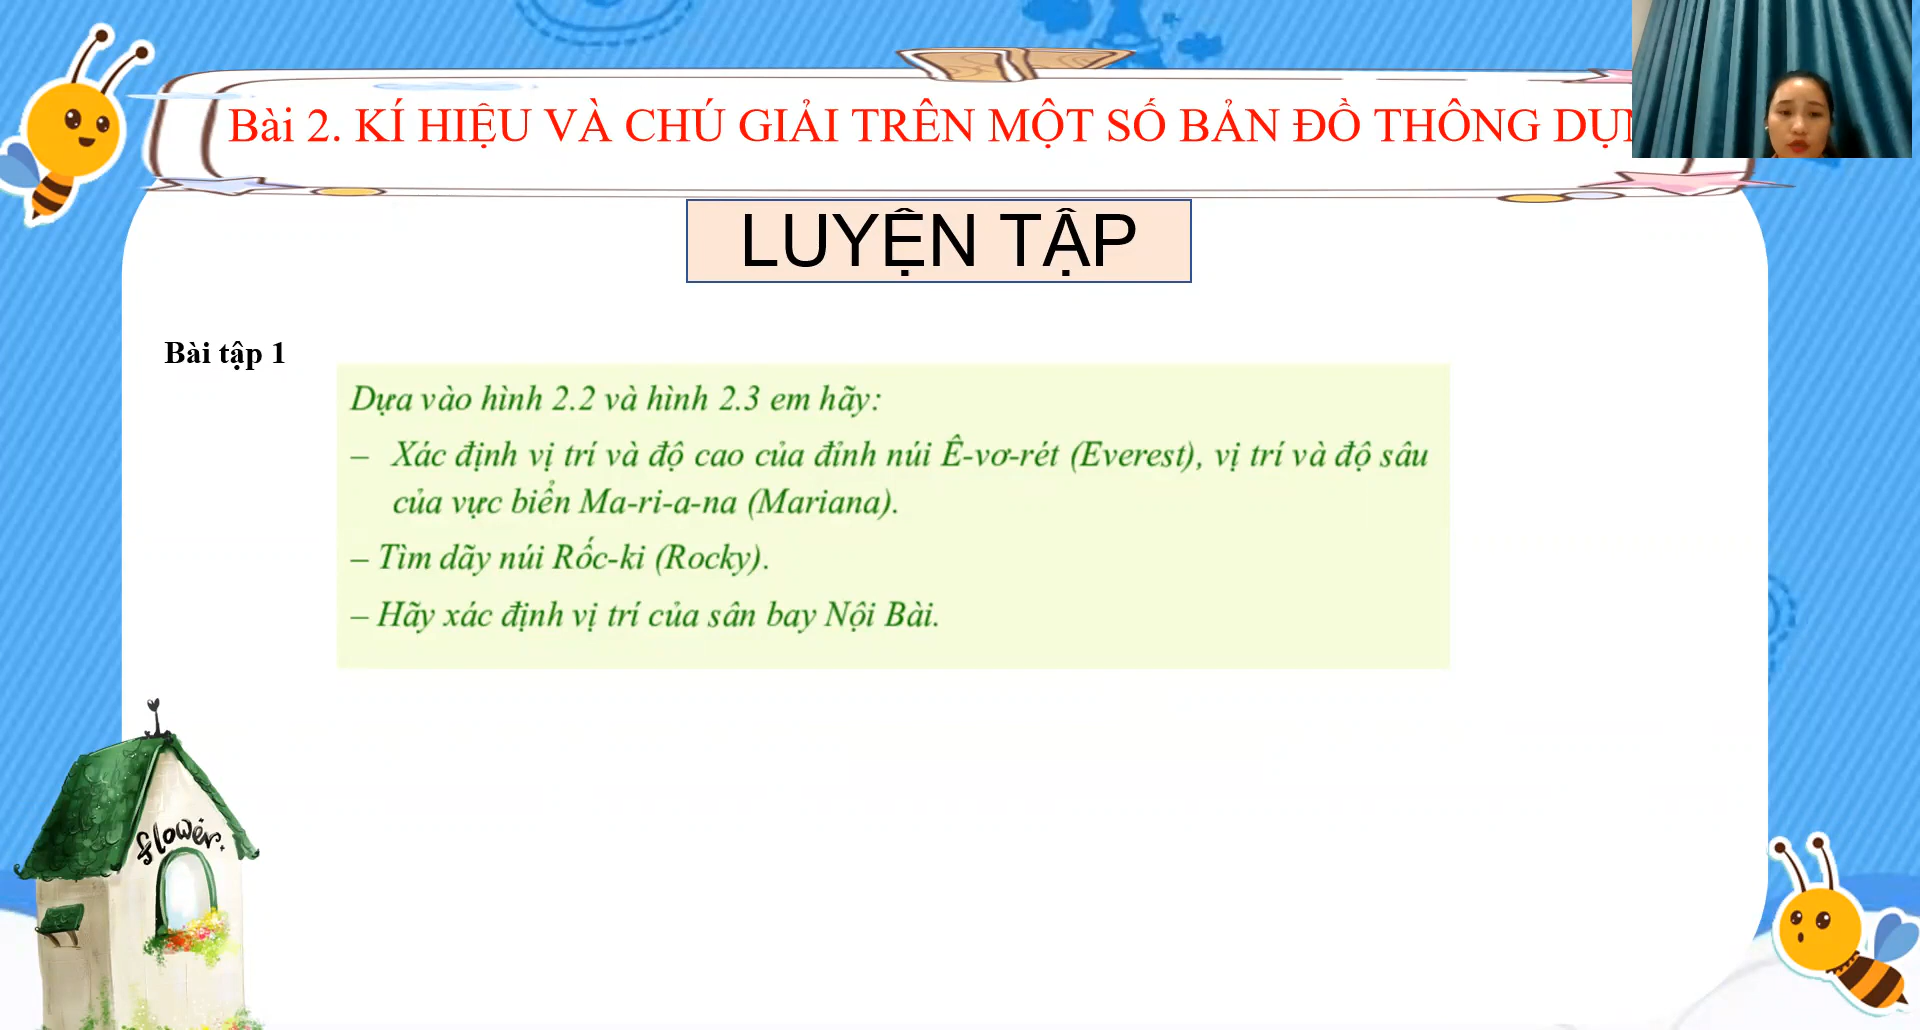 Bài 2. KÍ HIỆU VÀ CHÚ GIẢI TRÊN MỘT SỐ BẢN ĐỒ THÔNG
LUYỆN TẬP
Bài tập 1
Dựa vào hình 2.2 và hình 2.3 em hãy:
– Xác định vị trí và độ cao của đỉnh núi Ê-vơ-rét (Everest), vị trí và độ sâu
của vực biển Ma-ri-a-na (Mariana).
– Tìm dãy núi Rốc-ki (Rocky).
– Hãy xác định vị trí của sân bay Nội Bài.
flower.